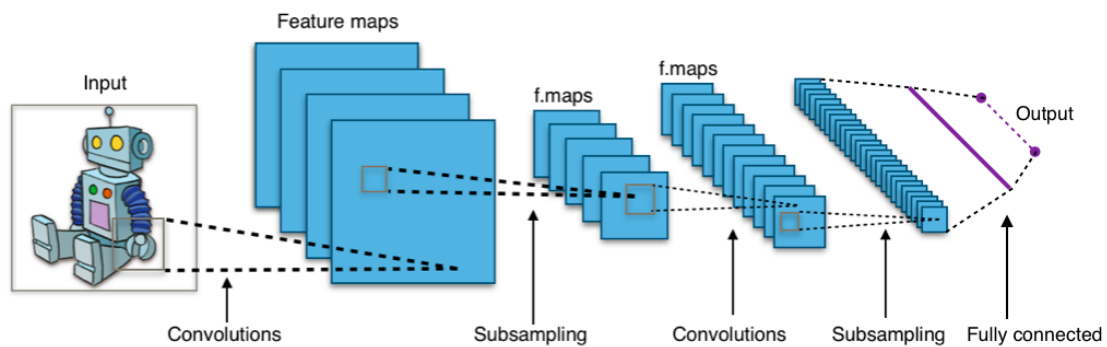 Feature maps
Input
f.maps
f.maps
Output
Convolutions
Subsampling
Convolutions
Subsampling
Fully connected